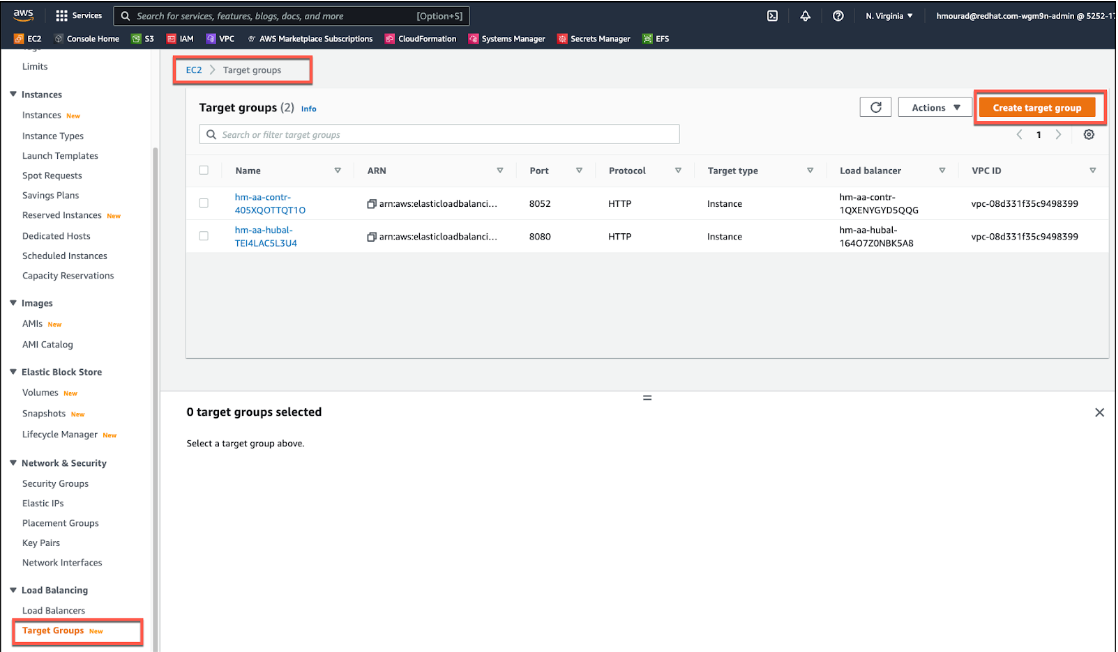 aws Services Search for services, features, blogs, docs, and more [Option+S] N. Virginia hmourad@redhat.com-wgm9n-admin @ 5252-1
EC2 Console Home S3 IAM VPC AWS Marketplace Subscriptions CloudFormation Systems Manager Secrets Manager EFS
Limits
Instances
Instances New
Instance Types
Launch Templates
Spot Requests
Savings Plans
Reserved Instances New
Dedicated Hosts
Scheduled Instances
Capacity Reservations
Images
AMIs New
AMI Catalog
Elastic Block Store
Volumes New
Snapshots New
Lifecycle Manager New
Network & Security
Security Groups
Elastic IPs
Placement Groups
Key Pairs
Network Interfaces
Load Balancing
Load Balancers
Target Groups New
EC2 > Target groups
Target groups (2) Info
Actions
Create target group
Search or filter target groups
1
Name ARN Port Protocol Target type Load balancer VPC ID
hm-aa-contr-
405XQOTTQT1O
arn:aws:elasticloadbalanci... 8052 HTTP Instance
hm-aa-contr-
1QXENYGYD5QQG
vpc-08d331f35c9498399
hm-aa-hubal-
TEI4LAC5L3U4
arn:aws:elasticloadbalanci... 8080 HTTP Instance
hm-aa-hubal-
164O7Z0NBK5A8
vpc-08d331f35c9498399
0 target groups selected
Select a target group above.